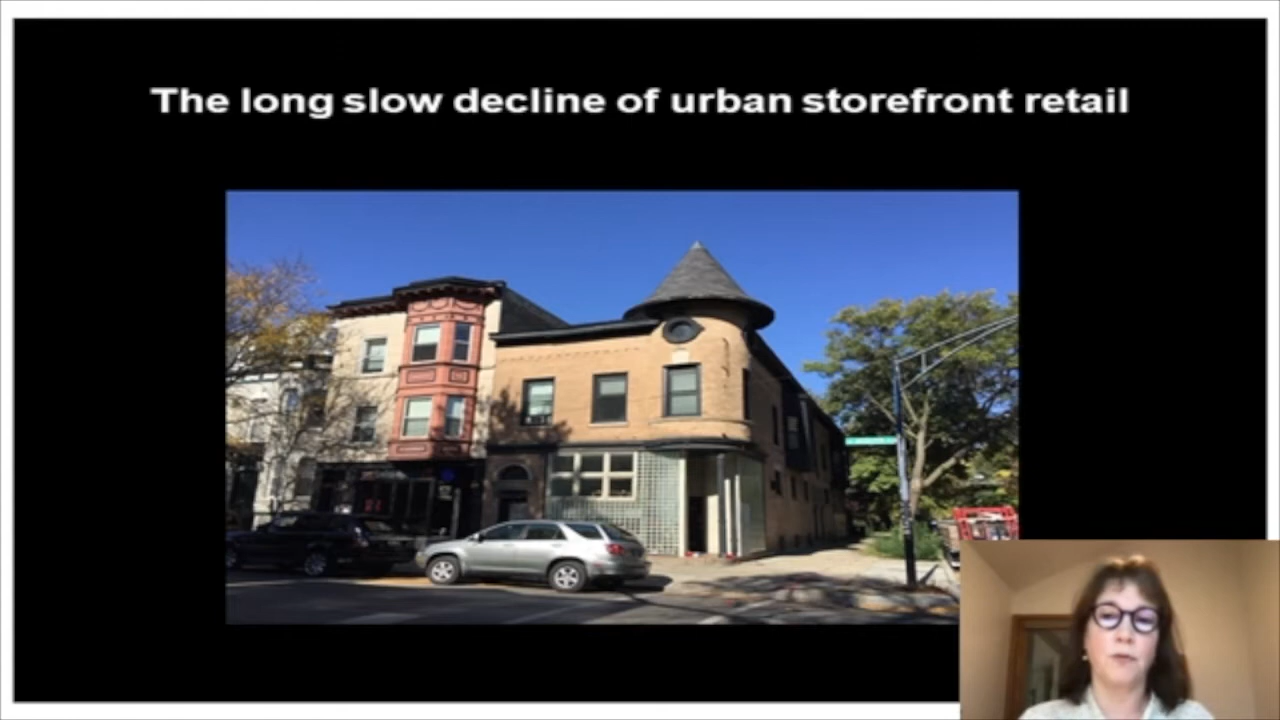 The long slow decline of urban storefront retail